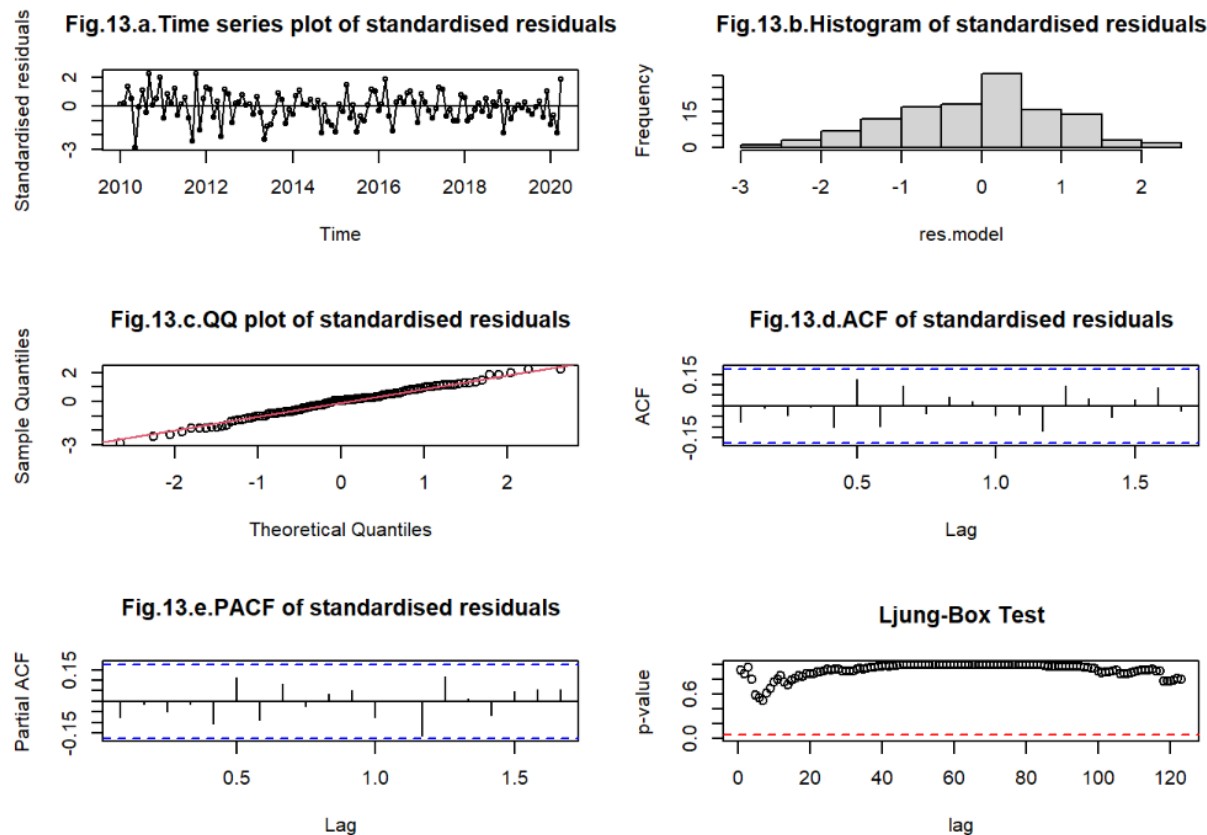 Fig.13.a.Time series plot of standardised residuals
Standardised residuals
2
0
-3
2010 2012 2014 2016 2018 2020
Time
Fig.13.b.Histogram of standardised residuals
Frequency
15
0
-3 -2 -1 0 1 2
res.model
Fig.13.c.QQ plot of standardised residuals
Sample Quantiles
2
0
-3
-2 -1 0 1 2
Theoretical Quantiles
Fig.13.d.ACF of standardised residuals
ACF
0.15
-0.15
0.5 1.0 1.5
Lag
Fig.13.e.PACF of standardised residuals
Partial ACF
0.15
-0.15
0.5 1.0 1.5
Lag
Ljung-Box Test
p-value
0.6
0.0
0 20 40 60 80 100 120
lag